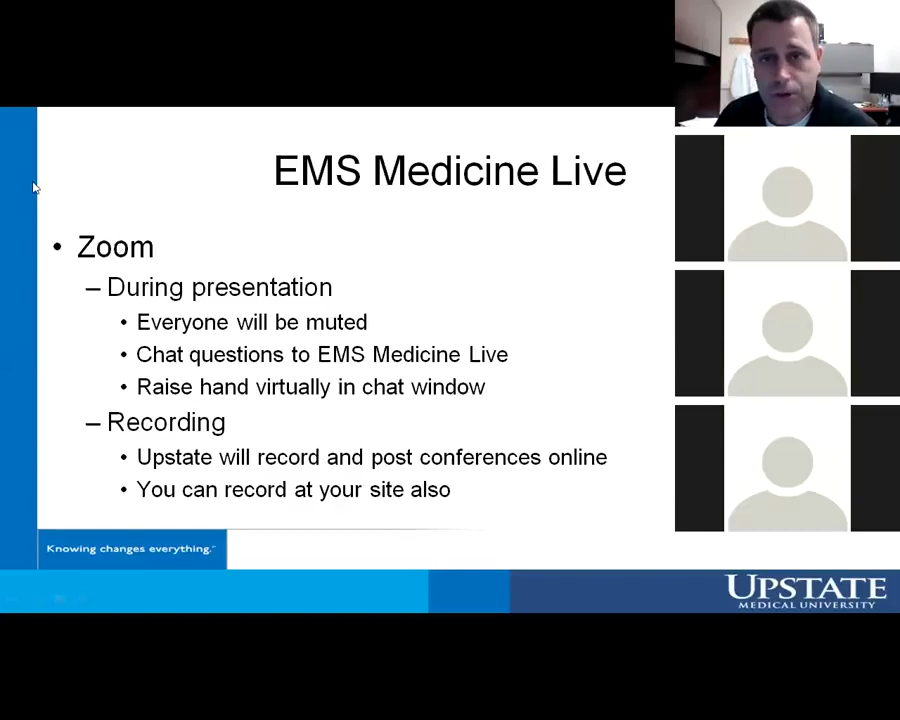 EMS Medicine Live
• Zoom
– During presentation
• Everyone will be muted
• Chat questions to EMS Medicine Live
• Raise hand virtually in chat window
– Recording
• Upstate will record and post conferences online
• You can record at your site also
Knowing changes everything.™
UPSTATE
MEDICAL UNIVERSITY